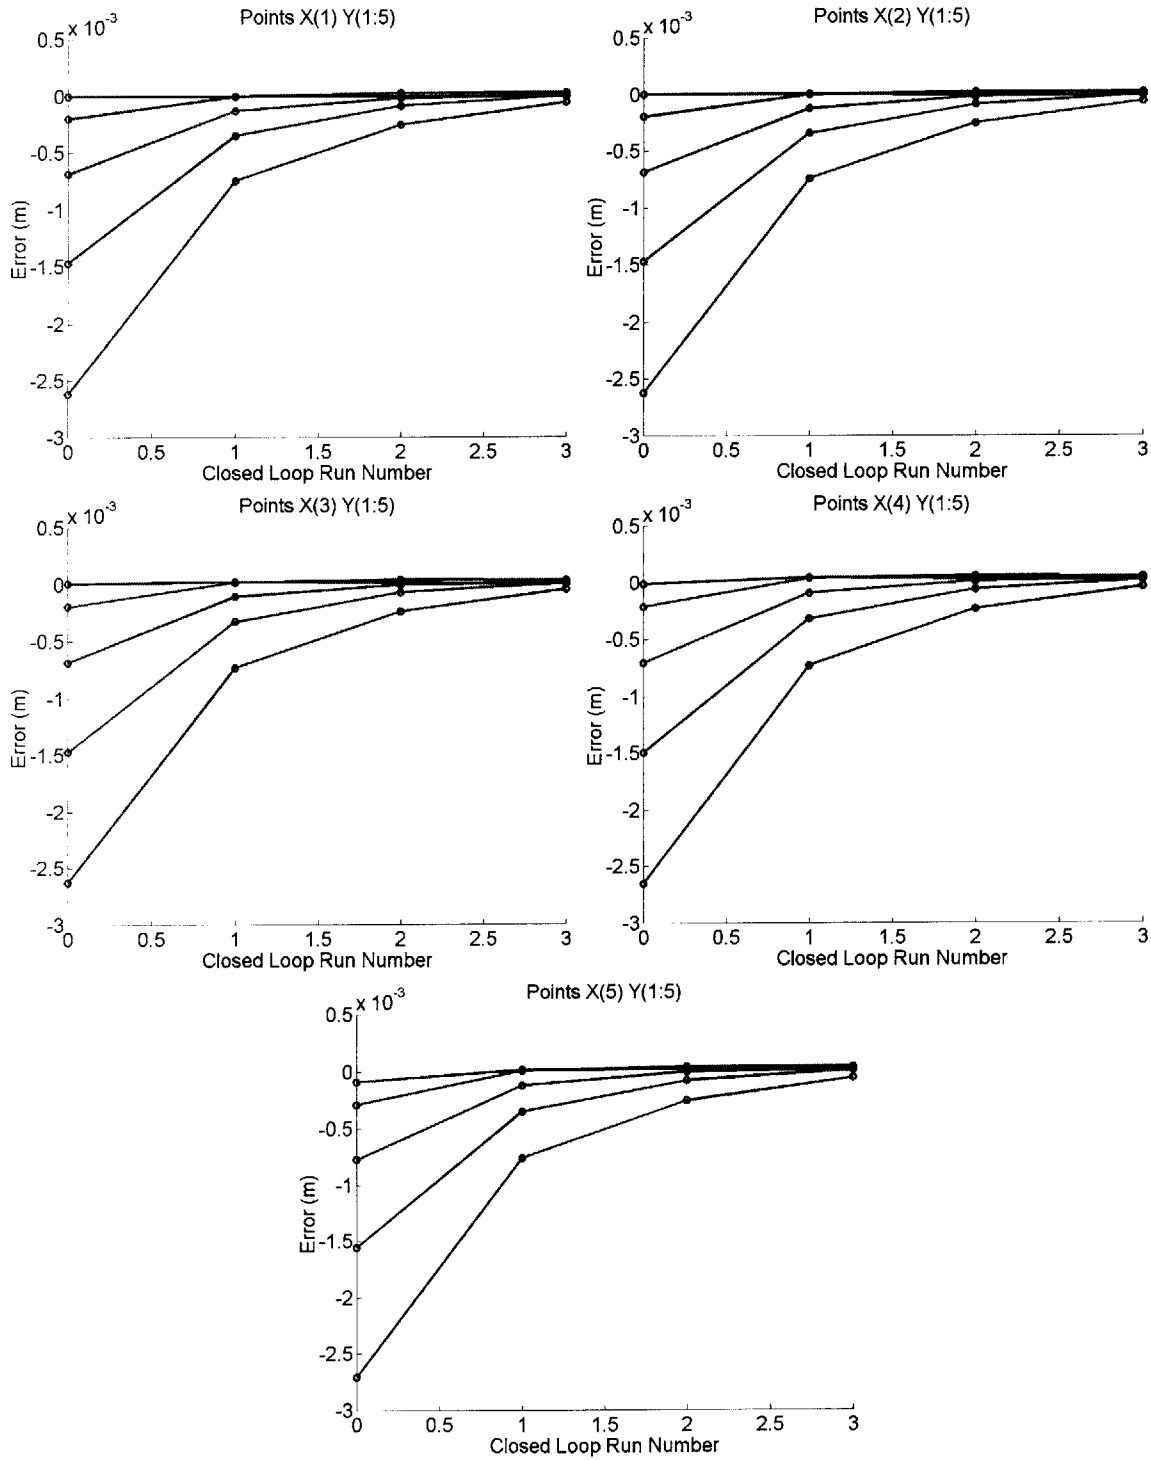 Points X(1) Y(1:5)
x 10-3
0.5
0
-0.5
-1
-1.5
-2
-2.5
-3
Error (m)
0 0.5 1 1.5 2 2.5 3
Closed Loop Run Number
Points X(2) Y(1:5)
x 10-3
0.5
0
-0.5
-1
-1.5
-2
-2.5
-3
Error (m)
0 0.5 1 1.5 2 2.5 3
Closed Loop Run Number
Points X(3) Y(1:5)
x 10-3
0.5
0
-0.5
-1
-1.5
-2
-2.5
-3
Error (m)
0 0.5 1 1.5 2 2.5 3
Closed Loop Run Number
Points X(4) Y(1:5)
x 10-3
0.5
0
-0.5
-1
-1.5
-2
-2.5
-3
Error (m)
0 0.5 1 1.5 2 2.5 3
Closed Loop Run Number
Points X(5) Y(1:5)
x 10-3
0.5
0
-0.5
-1
-1.5
-2
-2.5
-3
Error (m)
0 0.5 1 1.5 2 2.5 3
Closed Loop Run Number